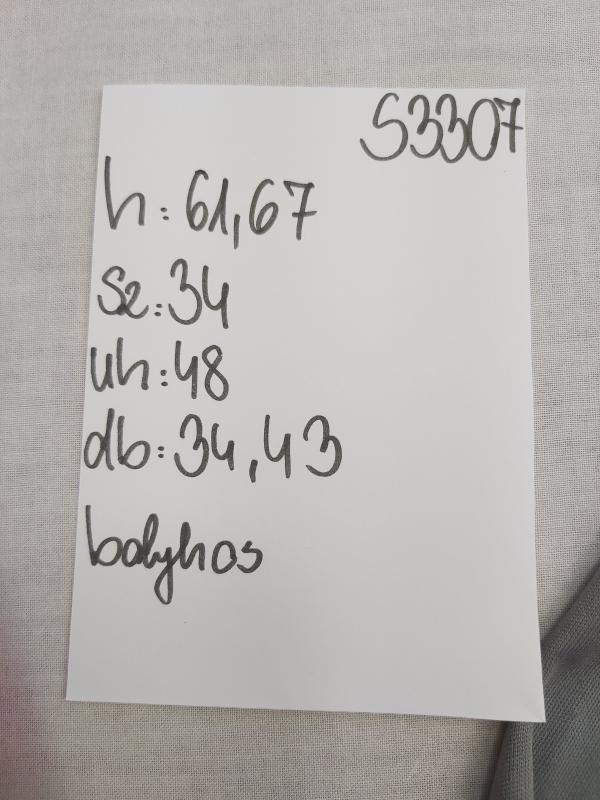 S3307
h: 61,67
sz: 34
uh: 48
db: 34,43
bolyhos